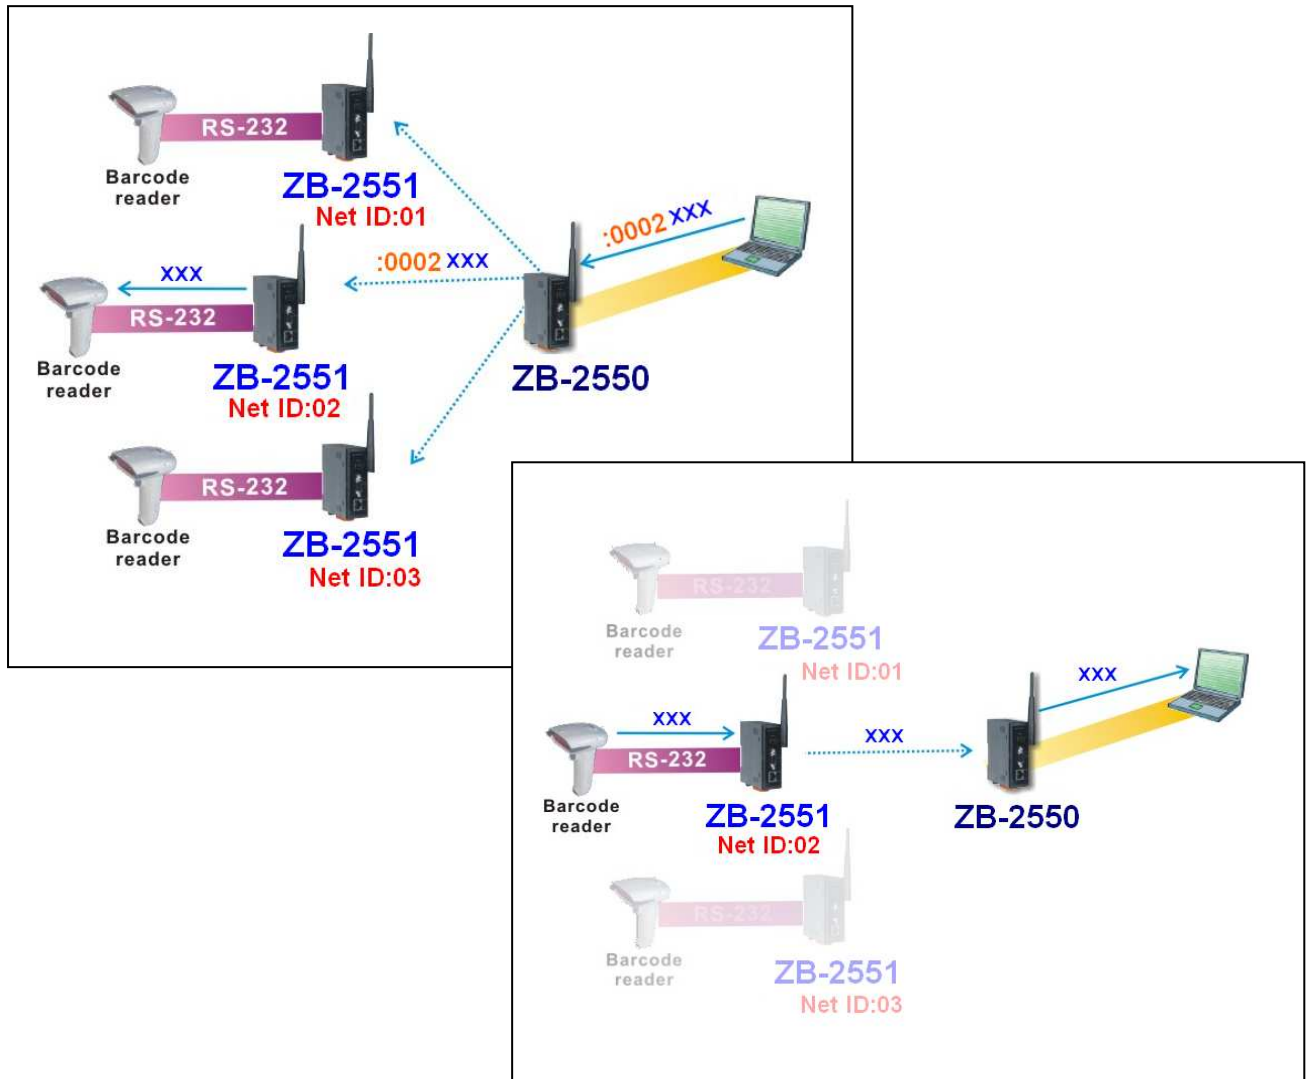 RS-232
Barcode
reader
ZB-2551
Net ID:01
:0002 XXX
:0002 XXX
XXX
RS-232
Barcode
reader
ZB-2551
Net ID:02
ZB-2550
RS-232
Barcode
reader
ZB-2551
Net ID:03
RS-232
Barcode
reader
ZB-2551
Net ID:01
XXX
XXX
XXX
RS-232
Barcode
reader
ZB-2551
Net ID:02
ZB-2550
RS-232
Barcode
reader
ZB-2551
Net ID:03